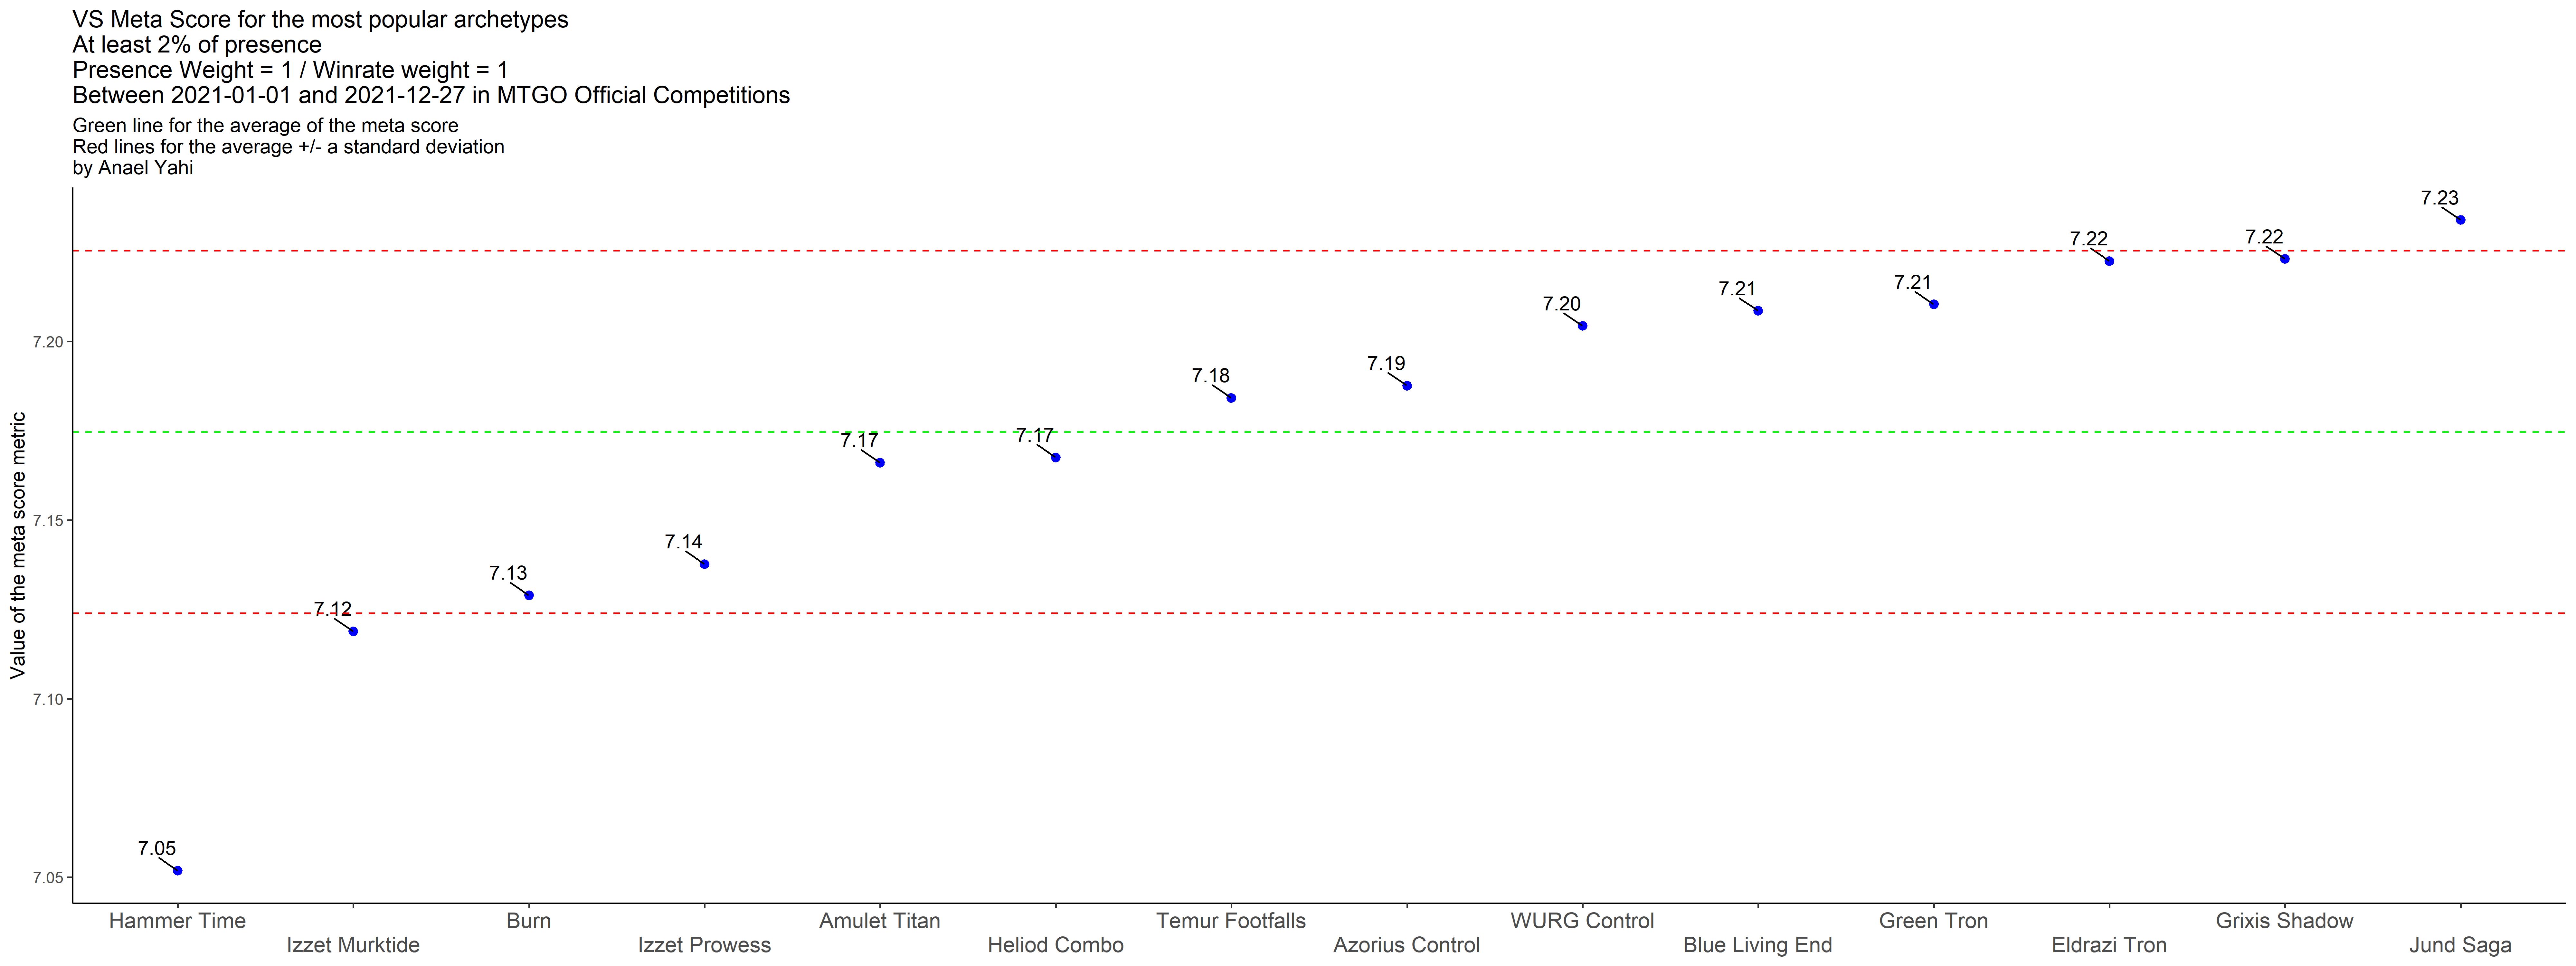 VS Meta Score for the most popular archetypes
At least 2% of presence
Presence Weight = 1 / Winrate weight = 1
Between 2021-01-01 and 2021-12-27 in MTGO Official Competitions
Green line for the average of the meta score
Red lines for the average +/- a standard deviation
by Anael Yahi
Value of the meta score metric
7.20
7.15
7.10
7.05
7.05
7.12
7.13
7.14
7.17
7.17
7.18
7.19
7.20
7.21
7.21
7.22
7.22
7.23
Hammer Time
Izzet Murktide
Burn
Izzet Prowess
Amulet Titan
Heliod Combo
Temur Footfalls
Azorius Control
WURG Control
Blue Living End
Green Tron
Eldrazi Tron
Grixis Shadow
Jund Saga